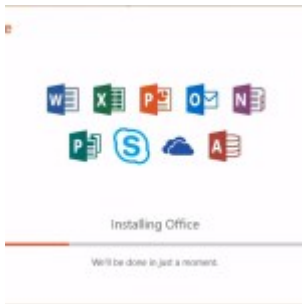 e
W X P O N
P S A
Installing Office
We'll be done in just a moment.